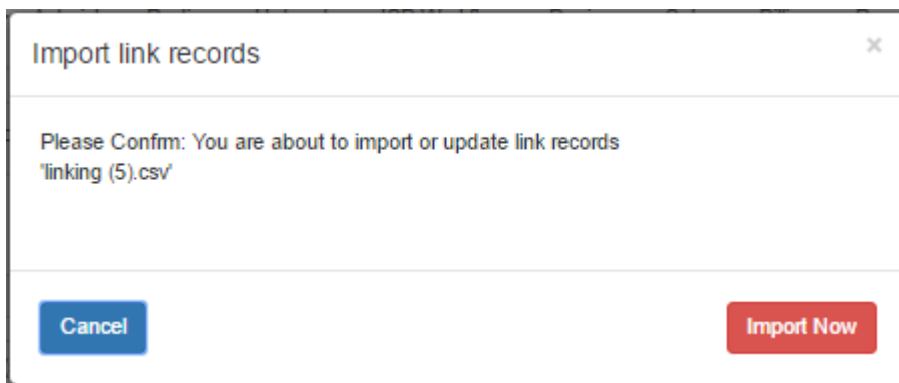 Import link records
×
Please Confrm: You are about to import or update link records
'linking (5).csv'
Cancel
Import Now